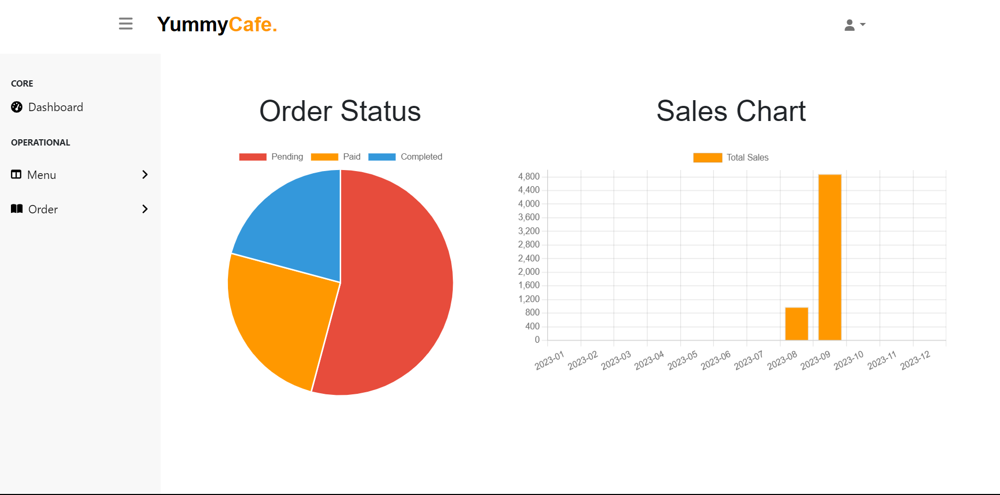 YummyCafe.
CORE
Dashboard
OPERATIONAL
Menu
Order
Order Status
Pending Paid Completed
Sales Chart
Total Sales
4,800
4,400
4,000
3,600
3,200
2,800
2,400
2,000
1,600
1,200
800
400
0
2023-01 2023-02 2023-03 2023-04 2023-05 2023-06 2023-07 2023-08 2023-09 2023-10 2023-11 2023-12